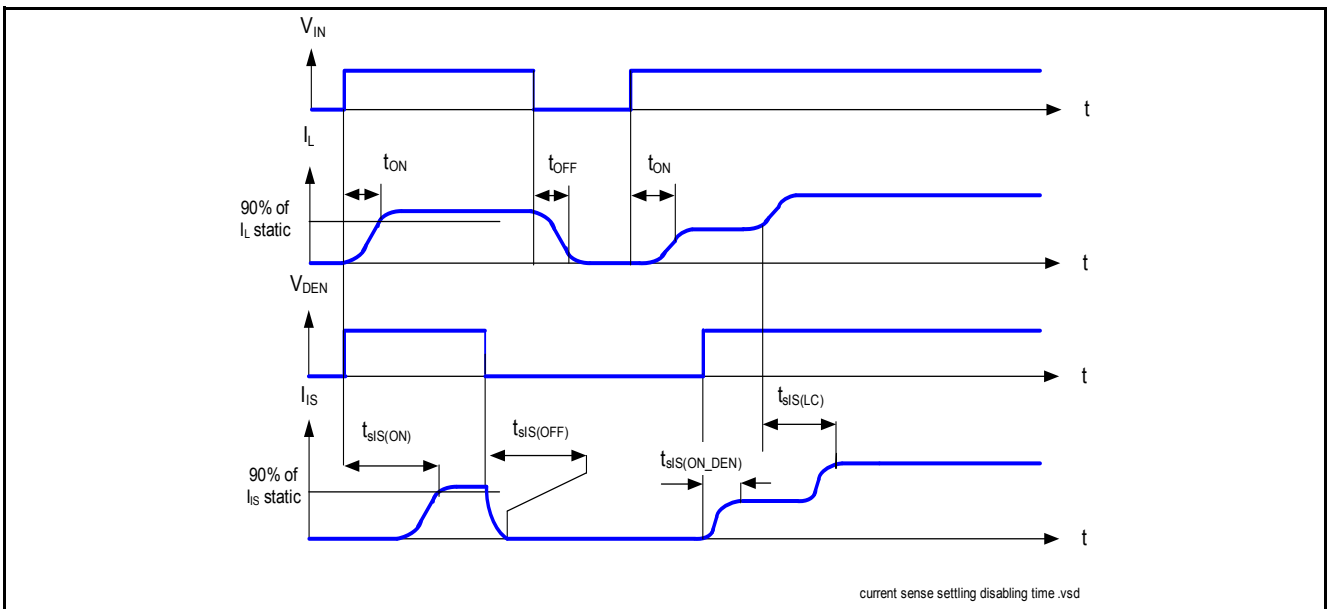 V_IN
t
I_L
t_ON
t_OFF
t_ON
90% of
I_L static
t
V_DEN
t
I_IS
t_sIS(LC)
t_sIS(ON)
t_sIS(OFF)
t_sIS(ON_DEN)
90% of
I_IS static
t
current sense settling disabling time .vsd